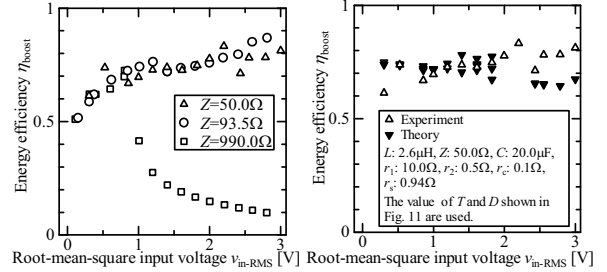 Energy efficiency ηboost
1
0.5
0
0
1
2
3
Z=50.0Ω
Z=93.5Ω
Z=990.0Ω
Root-mean-square input voltage vin-RMS [V]
Energy efficiency ηboost
1
0.5
0
0
1
2
3
Experiment
Theory
L: 2.6μH, Z: 50.0Ω, C: 20.0μF,
r1: 10.0Ω, r2: 0.5Ω, rc: 0.1Ω,
rs: 0.94Ω
The value of T and D shown in
Fig. 11 are used.
Root-mean-square input voltage vin-RMS [V]